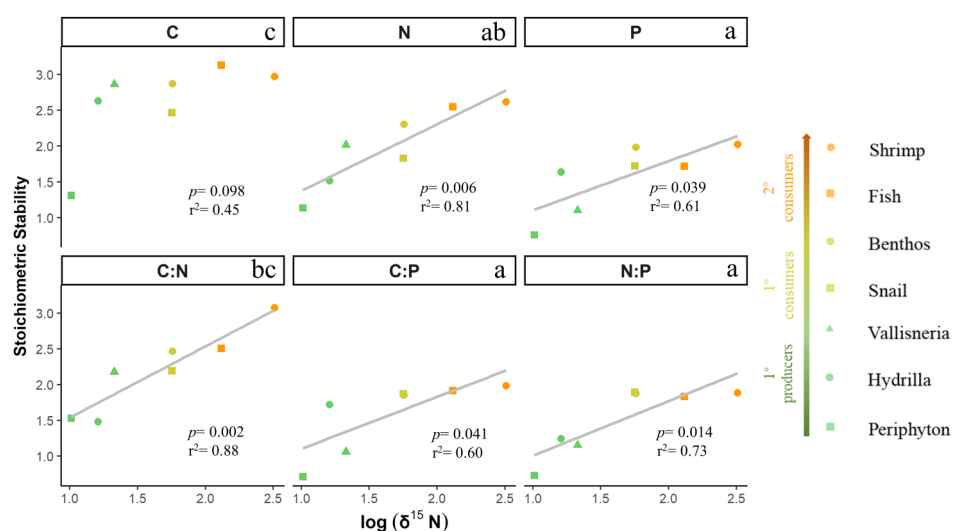 C c
N ab
P a
3.0
2.5
2.0
1.5
1.0
p= 0.098
r²= 0.45
p= 0.006
r²= 0.81
p= 0.039
r²= 0.61
Stoichiometric Stability
C:N bc
C:P a
N:P a
3.0
2.5
2.0
1.5
1.0
p= 0.002
r²= 0.88
p= 0.041
r²= 0.60
p= 0.014
r²= 0.73
1.0 1.5 2.0 2.5
1.0 1.5 2.0 2.5
1.0 1.5 2.0 2.5
log (δ¹⁵ N)
2°
consumers
1°
consumers
1°
producers
Shrimp
Fish
Benthos
Snail
Vallisneria
Hydrilla
Periphyton